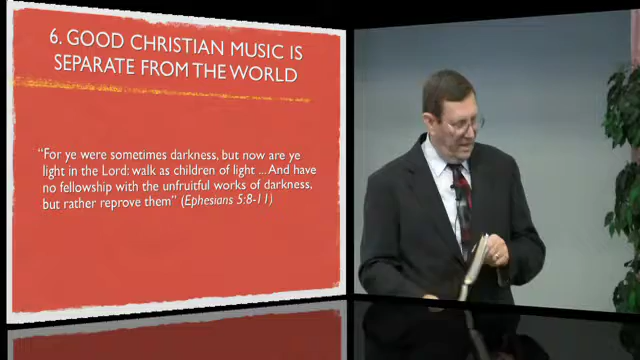 6. GOOD CHRISTIAN MUSIC IS
SEPARATE FROM THE WORLD
“For ye were sometimes darkness, but now are ye
light in the Lord: walk as children of light ... And have
no fellowship with the unfruitful works of darkness,
but rather reprove them” (Ephesians 5:8-11)